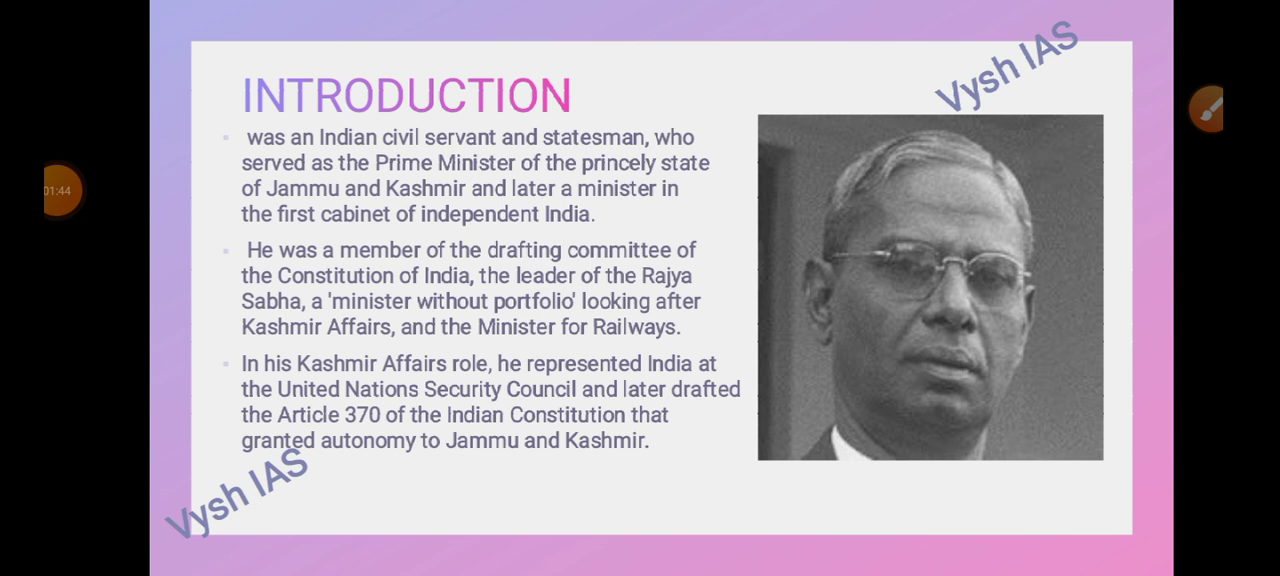 Vysh IAS
INTRODUCTION
was an Indian civil servant and statesman, who
served as the Prime Minister of the princely state
of Jammu and Kashmir and later a minister in
the first cabinet of independent India.
He was a member of the drafting committee of
the Constitution of India, the leader of the Rajya
Sabha, a 'minister without portfolio' looking after
Kashmir Affairs, and the Minister for Railways.
In his Kashmir Affairs role, he represented India at
the United Nations Security Council and later drafted
the Article 370 of the Indian Constitution that
granted autonomy to Jammu and Kashmir.
Vysh IAS
01:44